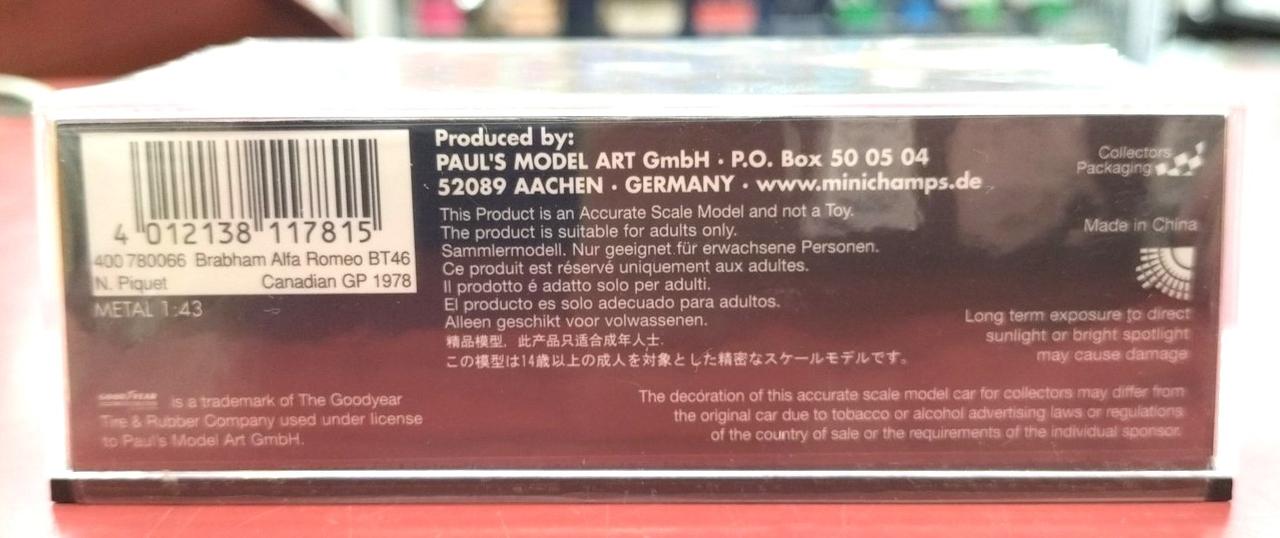 4 012138 117815
400 780066 Brabham Alfa Romeo BT46
N. Piquet Canadian GP 1978
METAL 1:43
Produced by:
PAUL'S MODEL ART GmbH · P.O. Box 50 05 04
52089 AACHEN · GERMANY · www.minichamps.de
This Product is an Accurate Scale Model and not a Toy.
The product is suitable for adults only.
Sammlermodell. Nur geeignet für erwachsene Personen.
Ce produit est réservé uniquement aux adultes.
Il prodotto é adatto solo per adulti.
El producto es solo adecuado para adultos.
Alleen geschikt voor volwassenen.
精品模型，此产品只适合成年人士.
この模型は14歳以上の成人を対象とした精密なスケールモデルです。
Collectors
Packaging
Made in China
Long term exposure to direct
sunlight or bright spotlight
may cause damage
GOODYEAR is a trademark of The Goodyear
Tire & Rubber Company used under license
to Paul's Model Art GmbH.
The decoration of this accurate scale model car for collectors may differ from
the original car due to tobacco or alcohol advertising laws or regulations
of the country of sale or the requirements of the individual sponsor.